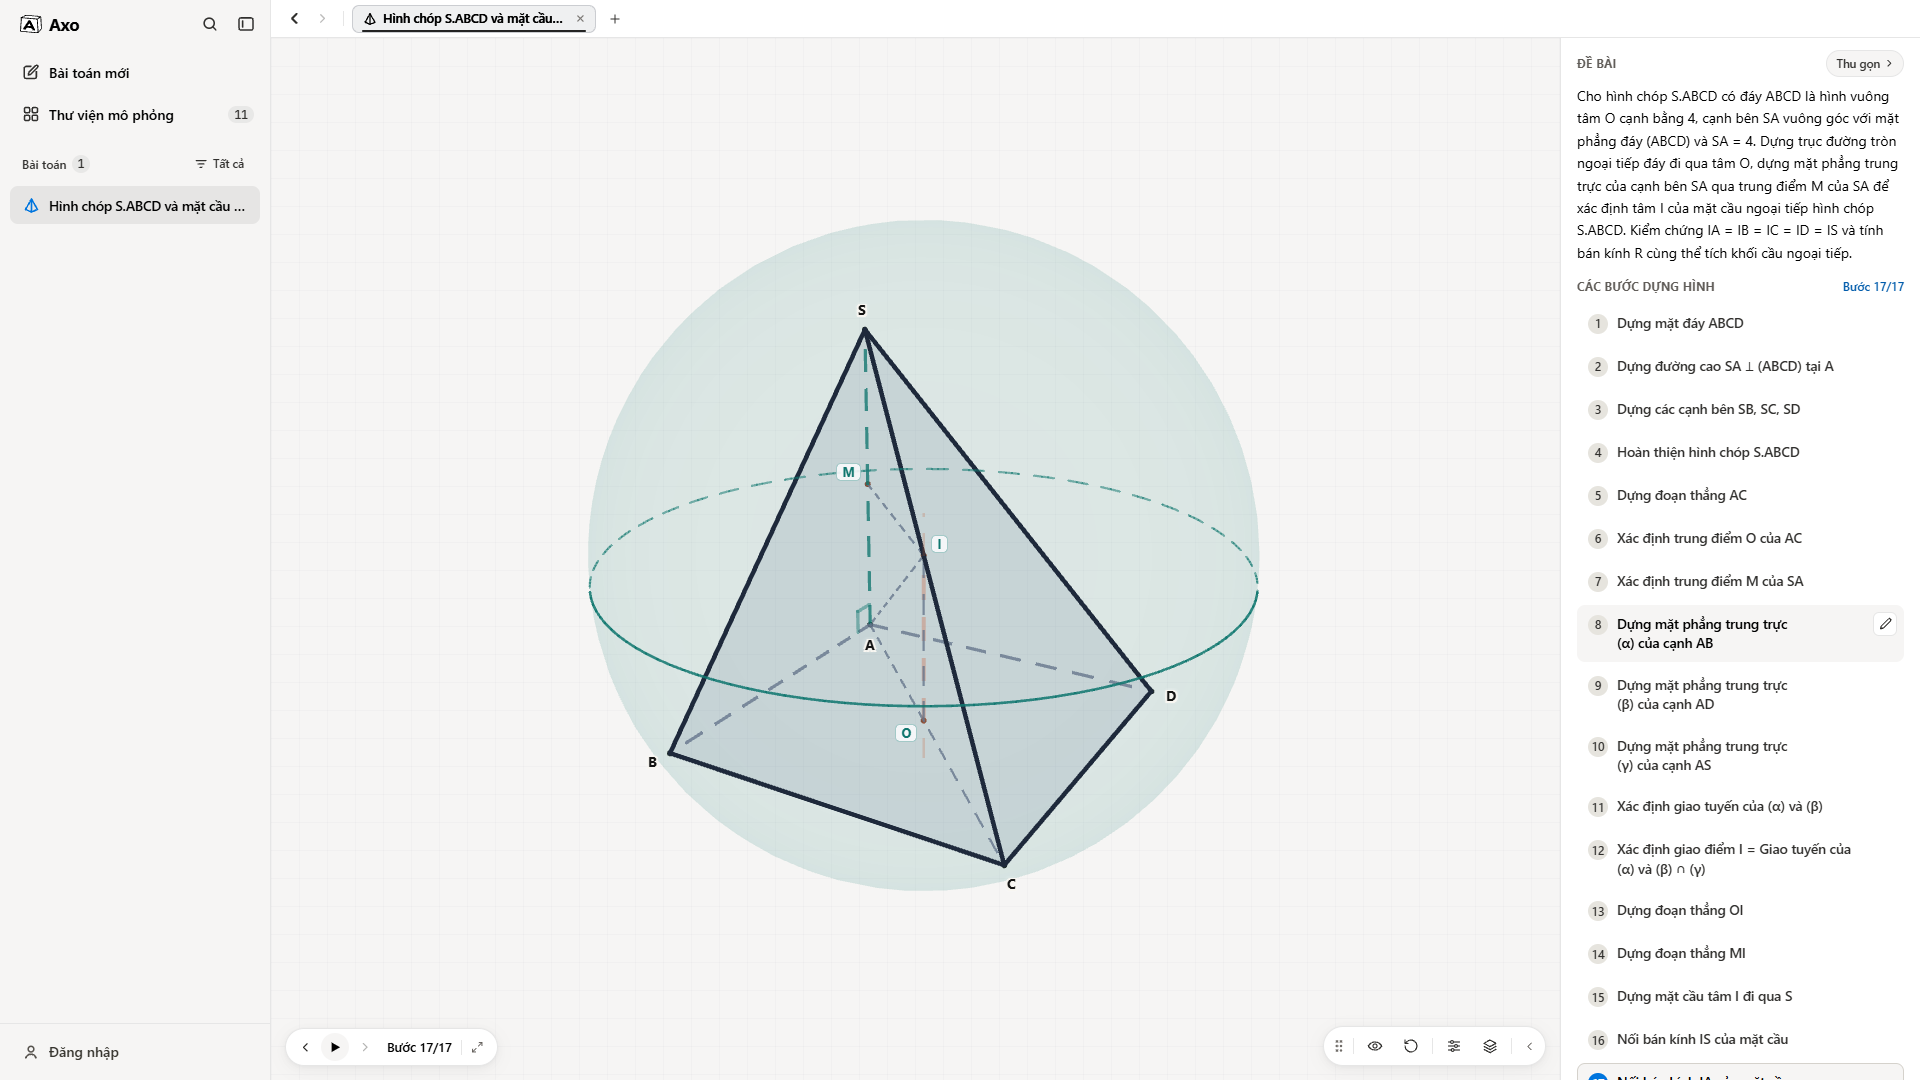 Axo
Bài toán mới
Thư viện mô phỏng 11
Bài toán 1 Tất cả
Hình chóp S.ABCD và mặt cầu ...
Đăng nhập
Hình chóp S.ABCD và mặt cầu...
S
M
I
A
D
O
B
C
Bước 17/17
ĐỀ BÀI
Thu gọn
Cho hình chóp S.ABCD có đáy ABCD là hình vuông
tâm O cạnh bằng 4, cạnh bên SA vuông góc với mặt
phẳng đáy (ABCD) và SA = 4. Dựng trục đường tròn
ngoại tiếp đáy đi qua tâm O, dựng mặt phẳng trung
trực của cạnh bên SA qua trung điểm M của SA để
xác định tâm I của mặt cầu ngoại tiếp hình chóp
S.ABCD. Kiểm chứng IA = IB = IC = ID = IS và tính
bán kính R cùng thể tích khối cầu ngoại tiếp.
CÁC BƯỚC DỰNG HÌNH Bước 17/17
1 Dựng mặt đáy ABCD
2 Dựng đường cao SA ⊥ (ABCD) tại A
3 Dựng các cạnh bên SB, SC, SD
4 Hoàn thiện hình chóp S.ABCD
5 Dựng đoạn thẳng AC
6 Xác định trung điểm O của AC
7 Xác định trung điểm M của SA
8 Dựng mặt phẳng trung trực
(α) của cạnh AB
9 Dựng mặt phẳng trung trực
(β) của cạnh AD
10 Dựng mặt phẳng trung trực
(γ) của cạnh AS
11 Xác định giao tuyến của (α) và (β)
12 Xác định giao điểm I = Giao tuyến của
(α) và (β) ∩ (γ)
13 Dựng đoạn thẳng OI
14 Dựng đoạn thẳng MI
15 Dựng mặt cầu tâm I đi qua S
16 Nối bán kính IS của mặt cầu